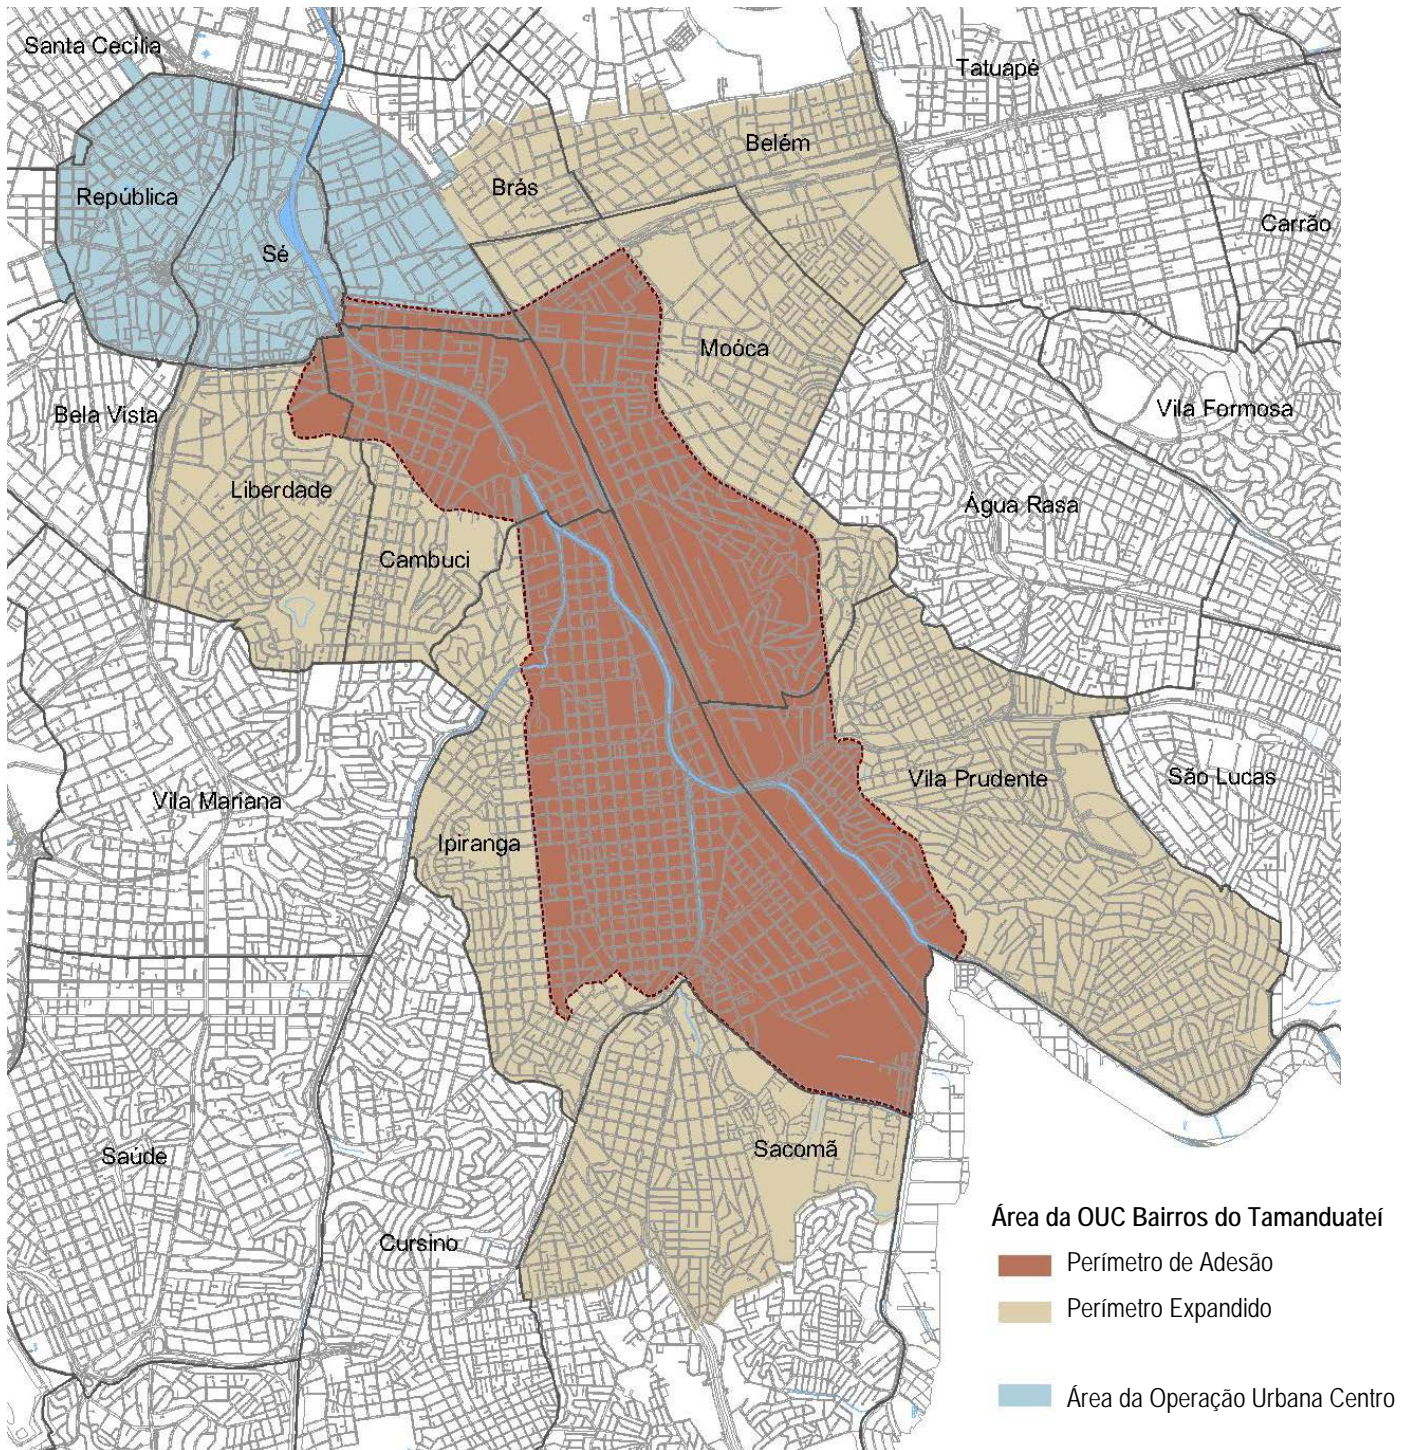 Santa Cecília
Tatuapé
Belém
Brás
República
Carrão
Sé
Moóca
Bela Vista
Vila Formosa
Liberdade
Água Rasa
Cambuci
Vila Prudente
São Lucas
Vila Mariana
Ipiranga
Sacomã
Saúde
Cursino
Área da OUC Bairros do Tamanduateí
Perímetro de Adesão
Perímetro Expandido
Área da Operação Urbana Centro